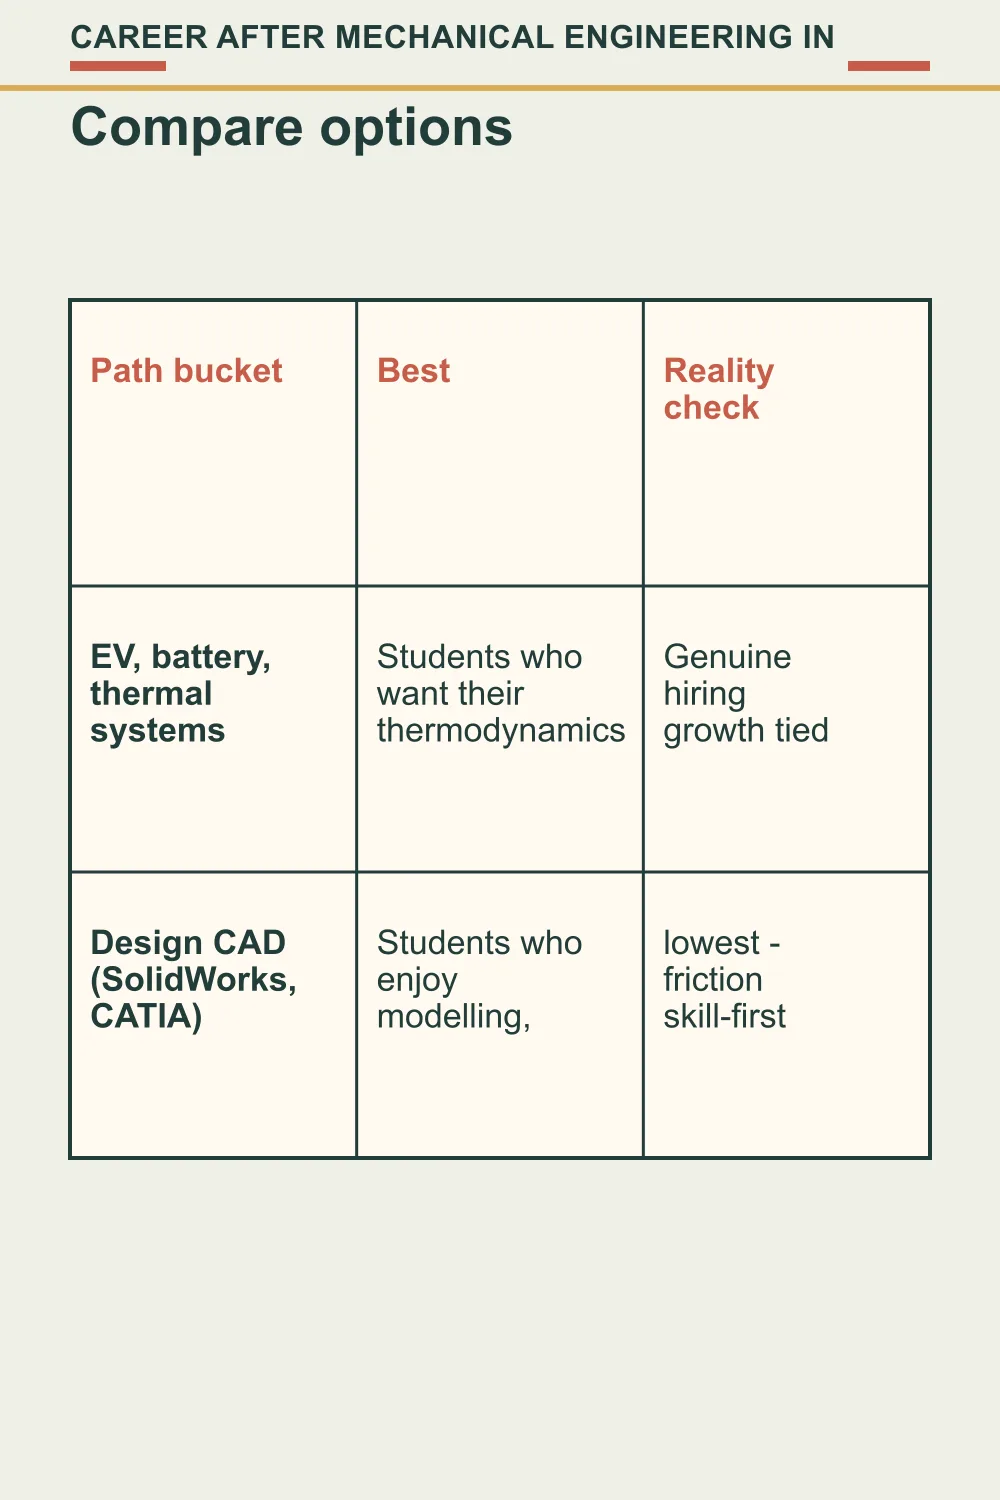 CAREER AFTER MECHANICAL ENGINEERING IN
Compare options
Path bucket
Best
Reality
check
EV, battery,
thermal
systems
Students who
want their
thermodynamics
Genuine
hiring
growth tied
Design CAD
(SolidWorks,
CATIA)
Students who
enjoy
modelling,
lowest -
friction
skill-first